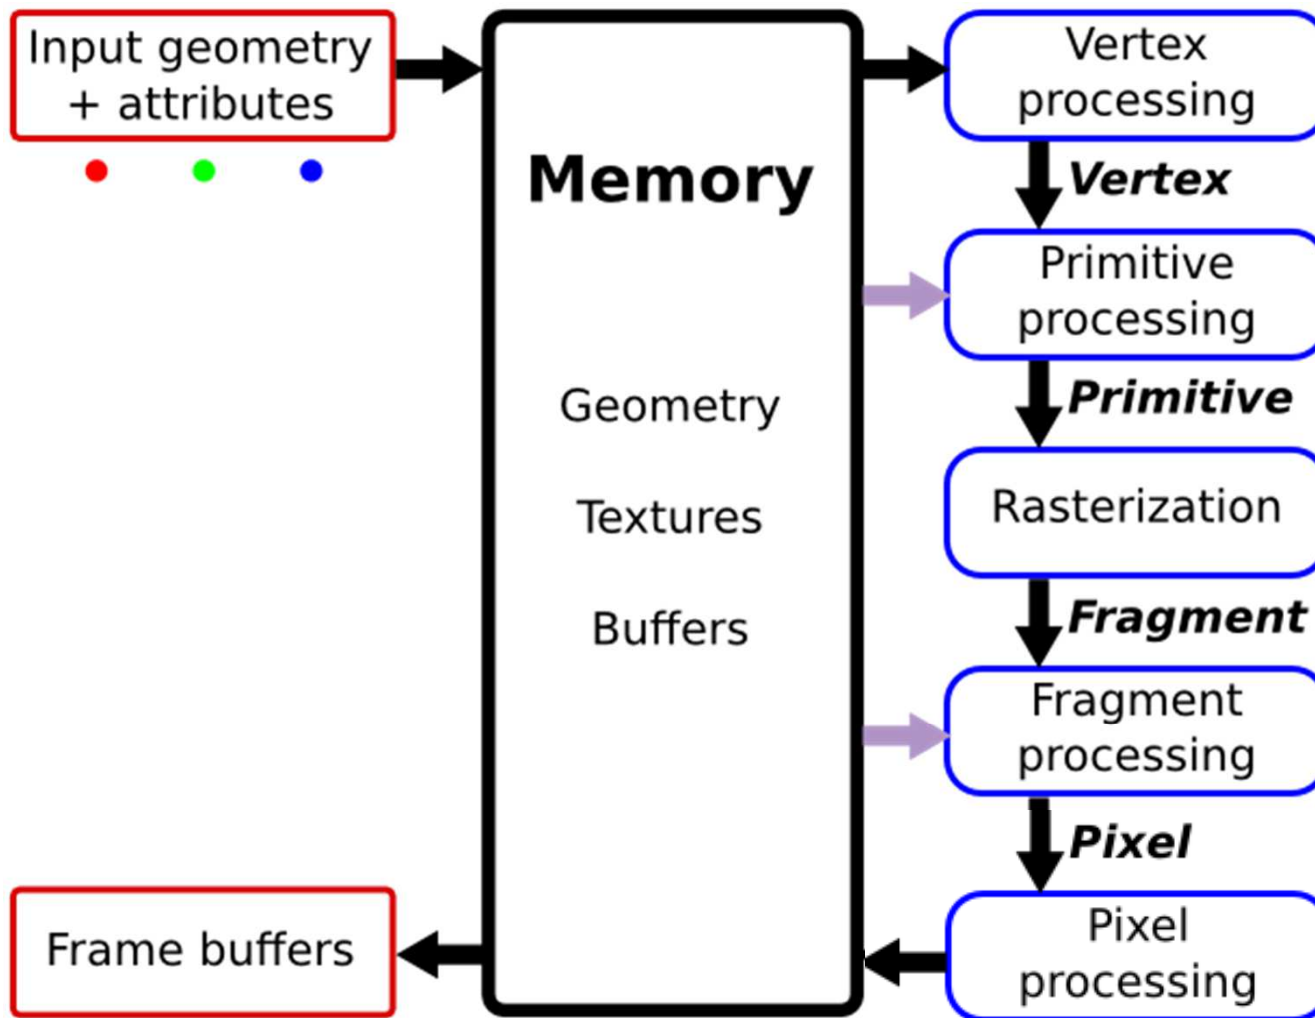 Input geometry
+ attributes
Memory
Geometry
Textures
Buffers
Vertex
processing
Vertex
Primitive
processing
Primitive
Rasterization
Fragment
Fragment
processing
Pixel
Pixel
processing
Frame buffers